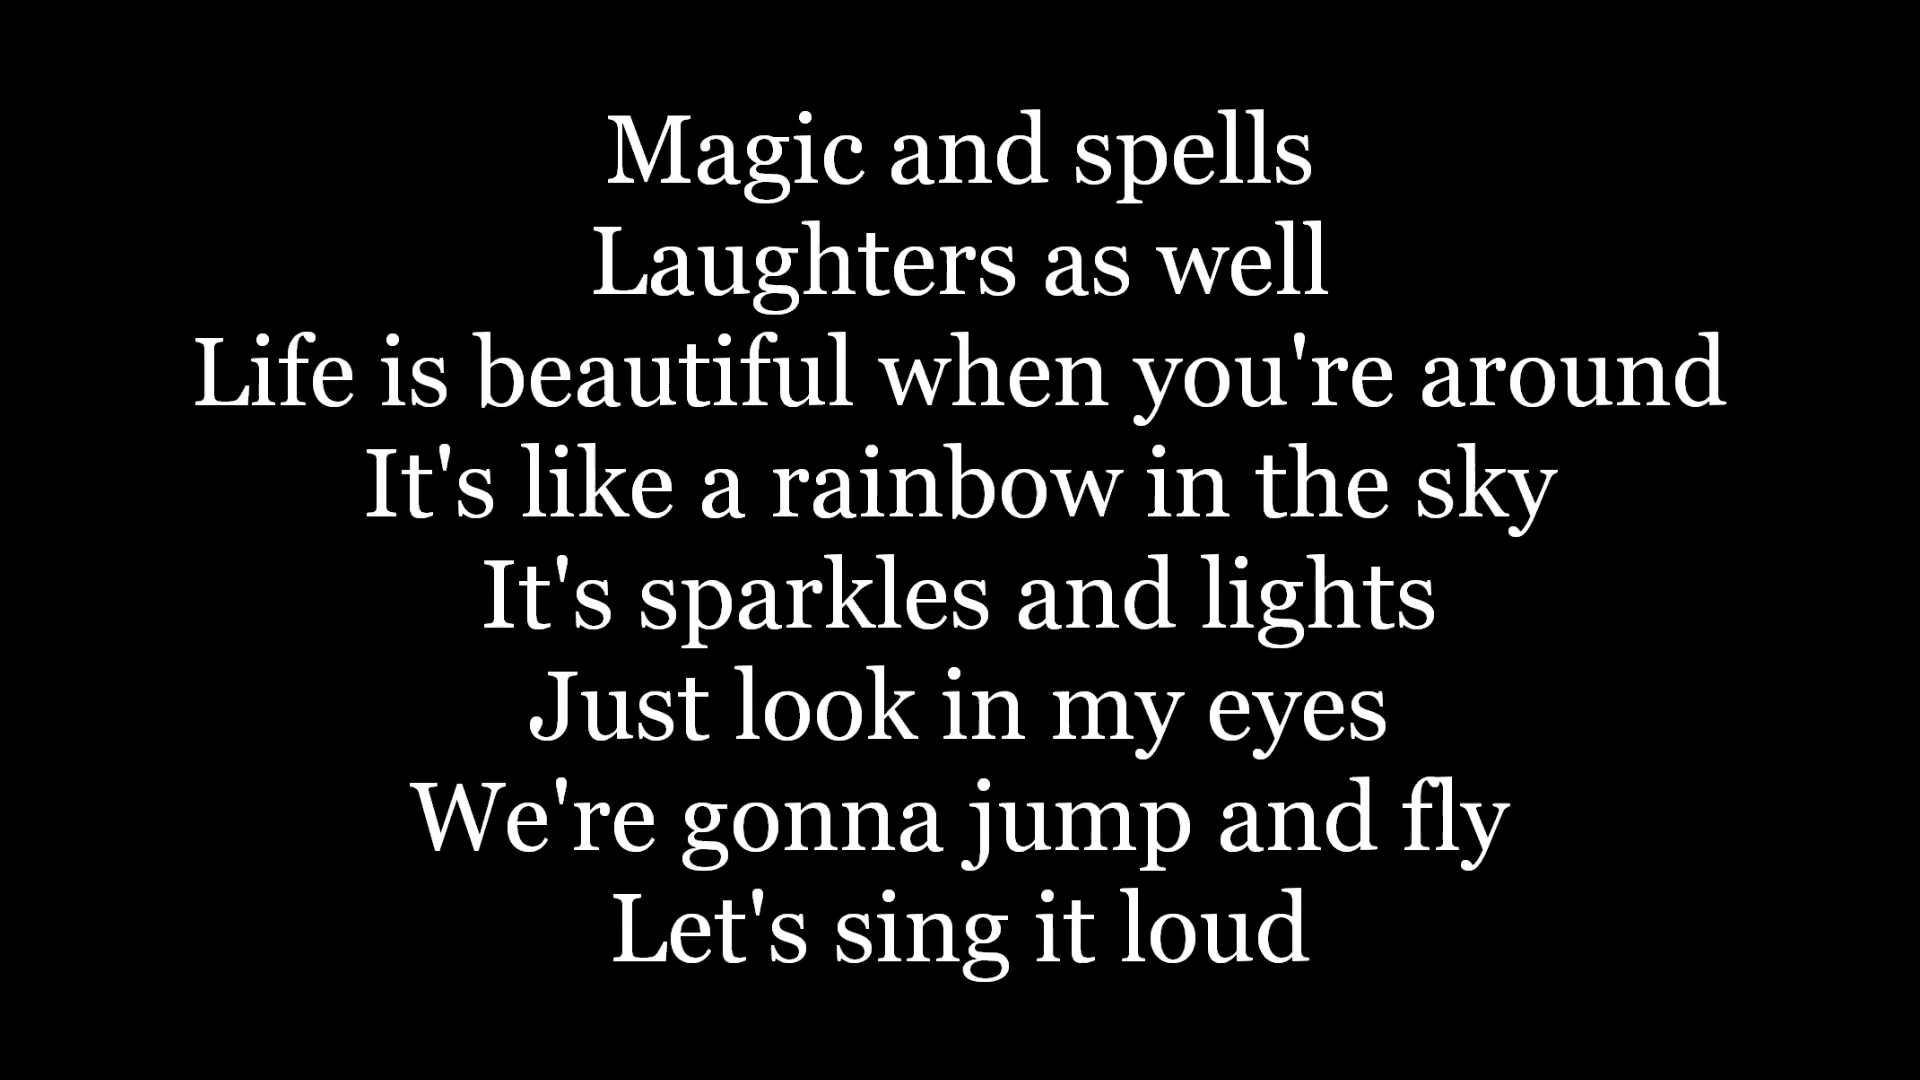 Magic and spells
Laughters as well
Life is beautiful when you're around
It's like a rainbow in the sky
It's sparkles and lights
Just look in my eyes
We're gonna jump and fly
Let's sing it loud